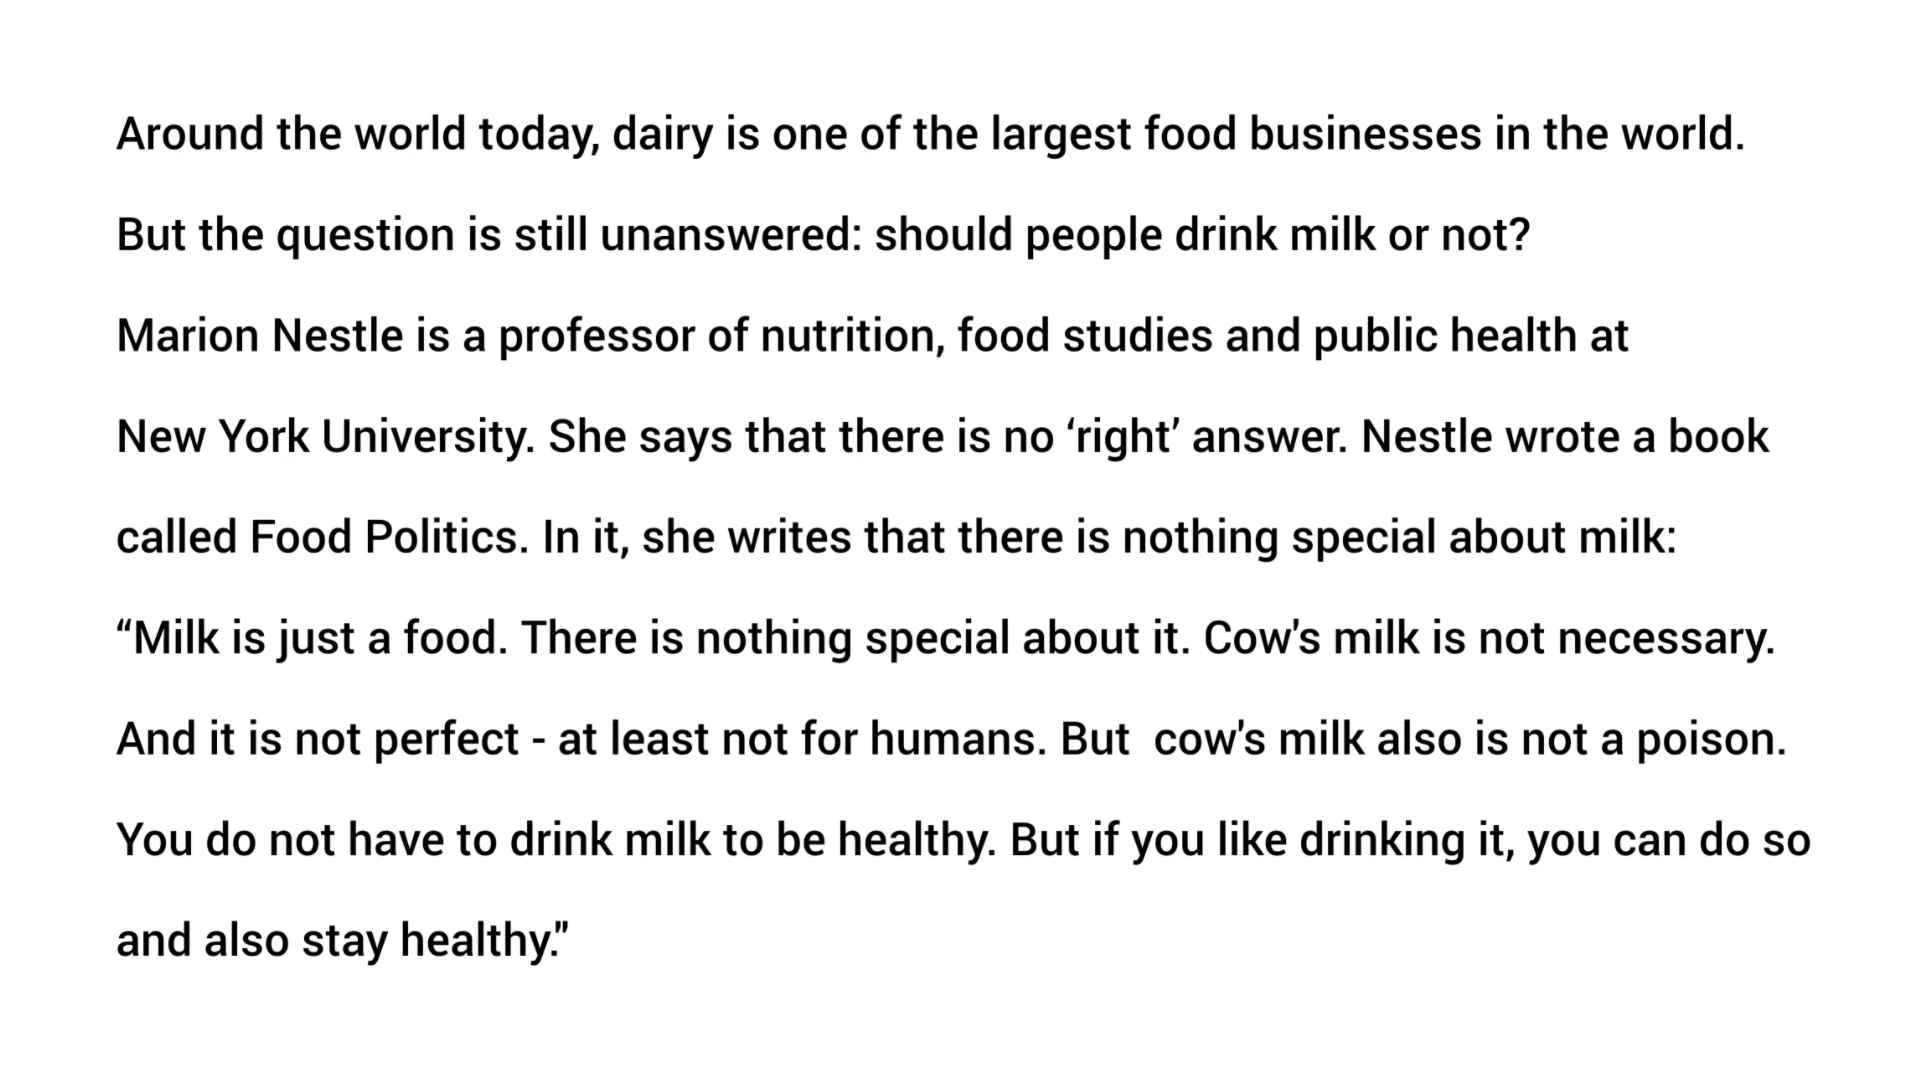 Around the world today, dairy is one of the largest food businesses in the world.
But the question is still unanswered: should people drink milk or not?
Marion Nestle is a professor of nutrition, food studies and public health at
New York University. She says that there is no ‘right’ answer. Nestle wrote a book
called Food Politics. In it, she writes that there is nothing special about milk:
“Milk is just a food. There is nothing special about it. Cow's milk is not necessary.
And it is not perfect - at least not for humans. But  cow's milk also is not a poison.
You do not have to drink milk to be healthy. But if you like drinking it, you can do so
and also stay healthy."